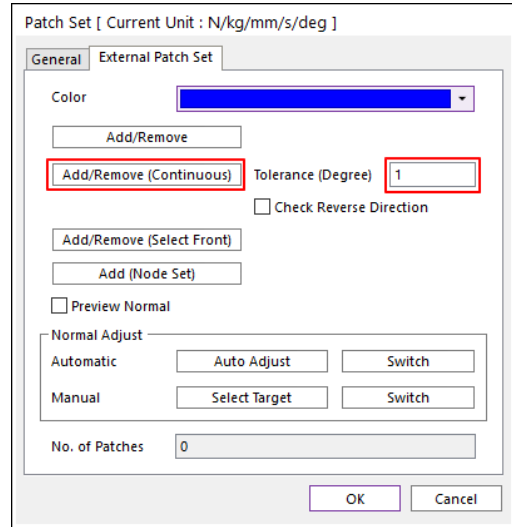 Patch Set [ Current Unit : N/kg/mm/s/deg ]
General External Patch Set
Color
Add/Remove
Add/Remove (Continuous) Tolerance (Degree) 1
Check Reverse Direction
Add/Remove (Select Front)
Add (Node Set)
Preview Normal
Normal Adjust
Automatic Auto Adjust Switch
Manual Select Target Switch
No. of Patches 0
OK Cancel